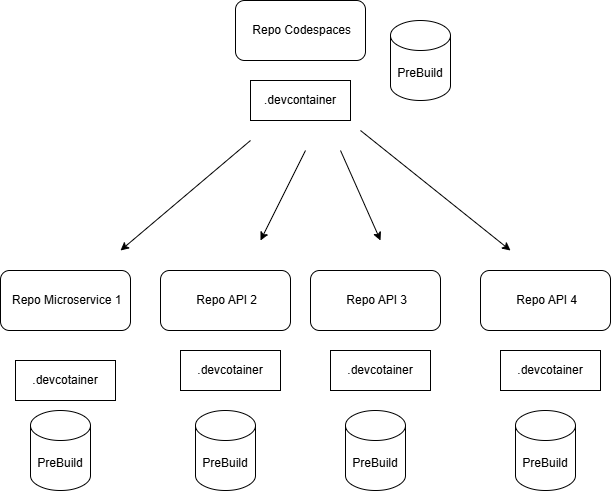 Repo Codespaces
PreBuild
.devcontainer
Repo Microservice 1
Repo API 2
Repo API 3
Repo API 4
.devcotainer
.devcotainer
.devcotainer
.devcotainer
PreBuild
PreBuild
PreBuild
PreBuild